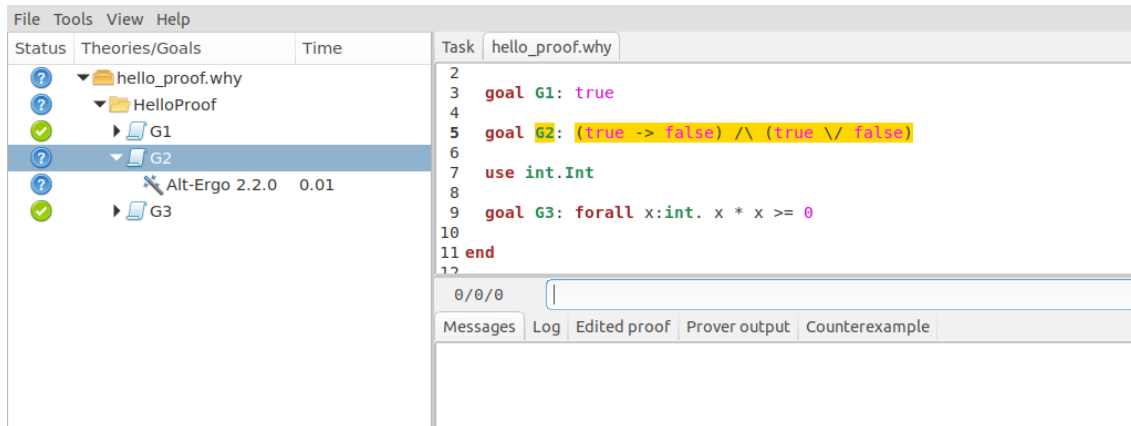 File Tools View Help
Status Theories/Goals Time
hello_proof.why
HelloProof
G1
G2
Alt-Ergo 2.2.0 0.01
G3
Task hello_proof.why
2
3 goal G1: true
4
5 goal G2: (true -> false) /\ (true \/ false)
6
7 use int.Int
8
9 goal G3: forall x:int. x * x >= 0
10
11 end
12
0/0/0
Messages Log Edited proof Prover output Counterexample